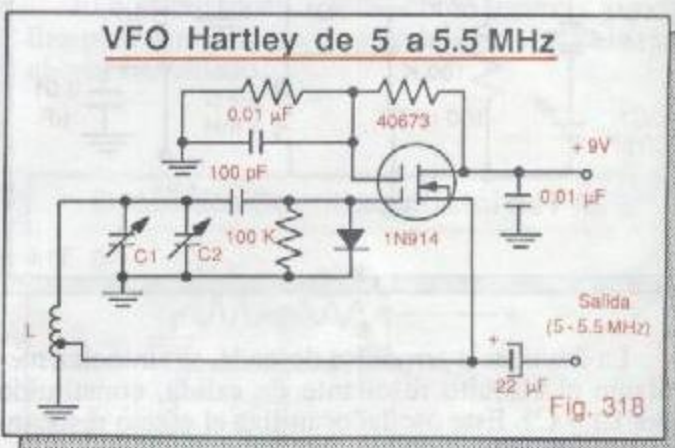 VFO Hartley de 5 a 5.5 MHz
0.01 µF
40673
+ 9V
100 pF
0.01 µF
100 K
C1
C2
1N914
L
Salida
(5 - 5.5 MHz)
+
22 µF
Fig. 318